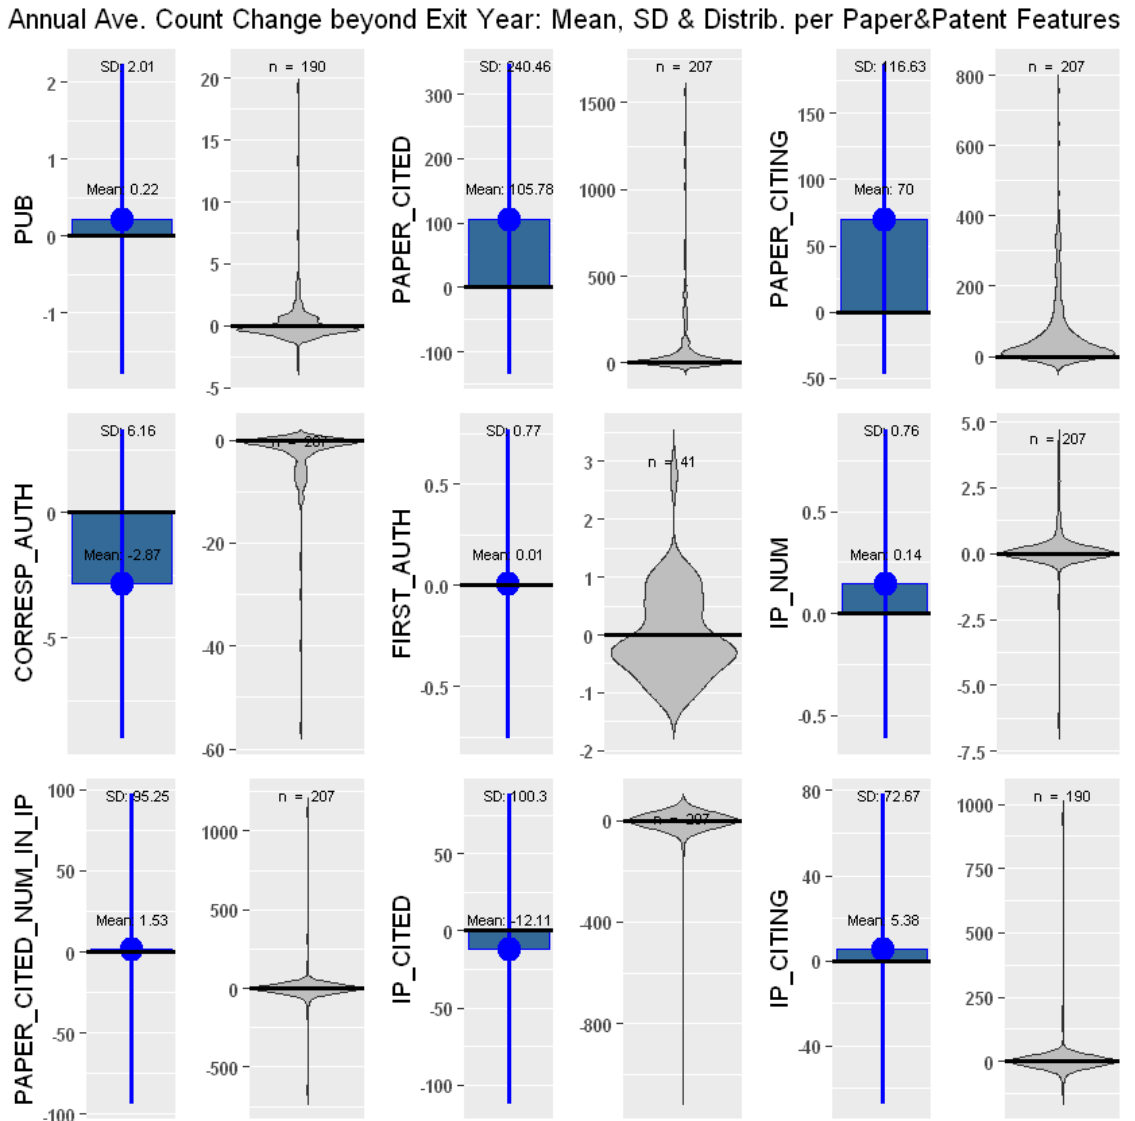 Annual Ave. Count Change beyond Exit Year: Mean, SD & Distrib. per Paper&Patent Features
PUB
2
1
0
-1
SD: 2.01
Mean: 0.22
20
15
10
5
0
-5
n = 190
PAPER_CITED
300
200
100
0
-100
SD: 240.46
Mean: 105.78
1500
1000
500
0
n = 207
PAPER_CITING
150
100
50
0
-50
SD: 116.63
Mean: 70
800
600
400
200
0
n = 207
CORRESP_AUTH
0
-5
SD: 6.16
Mean: -2.87
0
-20
-40
-60
n = 207
FIRST_AUTH
0.5
0.0
-0.5
SD: 0.77
Mean: 0.01
3
2
1
0
-1
-2
n = 41
IP_NUM
0.5
0.0
-0.5
SD: 0.76
Mean: 0.14
5.0
2.5
0.0
-2.5
-5.0
-7.5
n = 207
PAPER_CITED_NUM_IN_IP
100
50
0
-50
-100
SD: 95.25
Mean: 1.53
1000
500
0
-500
n = 207
IP_CITED
50
0
-50
-100
SD: 100.3
Mean: -12.11
0
-400
-800
n = 207
IP_CITING
80
40
0
-40
SD: 72.67
Mean: 5.38
1000
750
500
250
0
n = 190